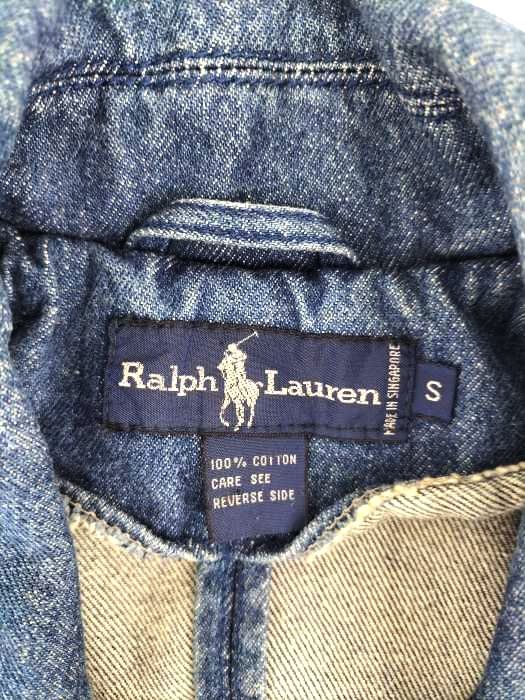 Ralph Lauren
MADE IN SINGAPORE
S
100% COTTON
CARE SEE
REVERSE SIDE